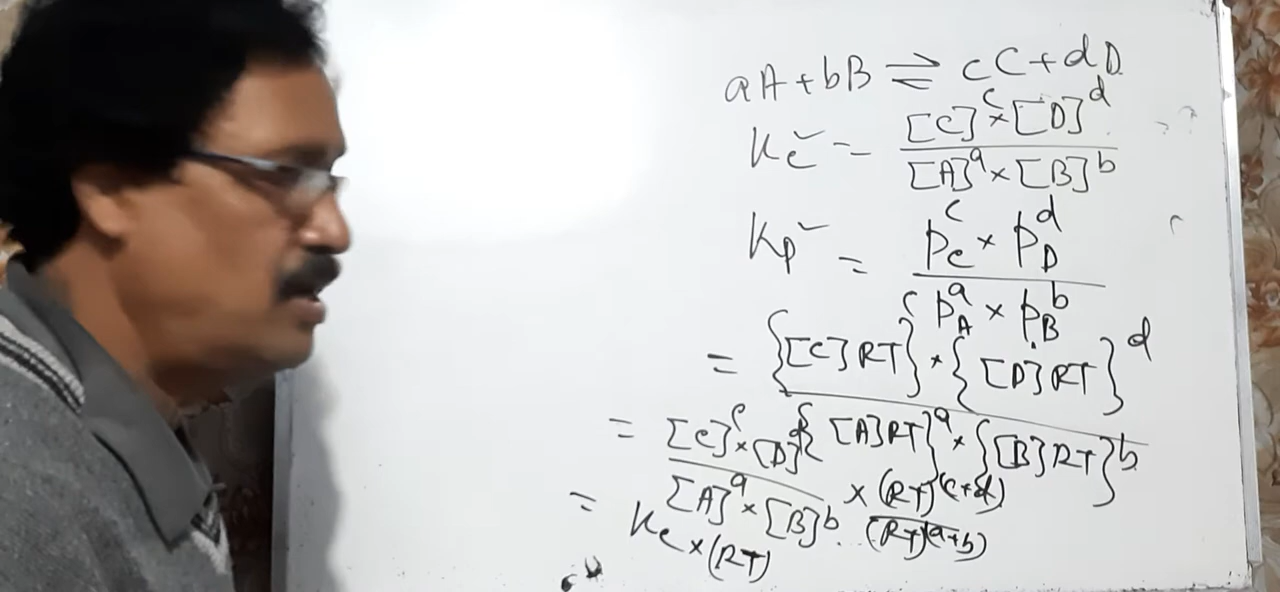 aA + bB ⇌ cC + dD
Kc = [C]^c × [D]^d / [A]^a × [B]^b
Kp = p_C^c × p_D^d / p_A^a × p_B^b
= {[C]RT}^c × {[D]RT}^d / {[A]RT}^a × {[B]RT}^b
= [C]^c × [D]^d / [A]^a × [B]^b × (RT)^(c+d) / (RT)^(a+b)
= Kc × (RT)